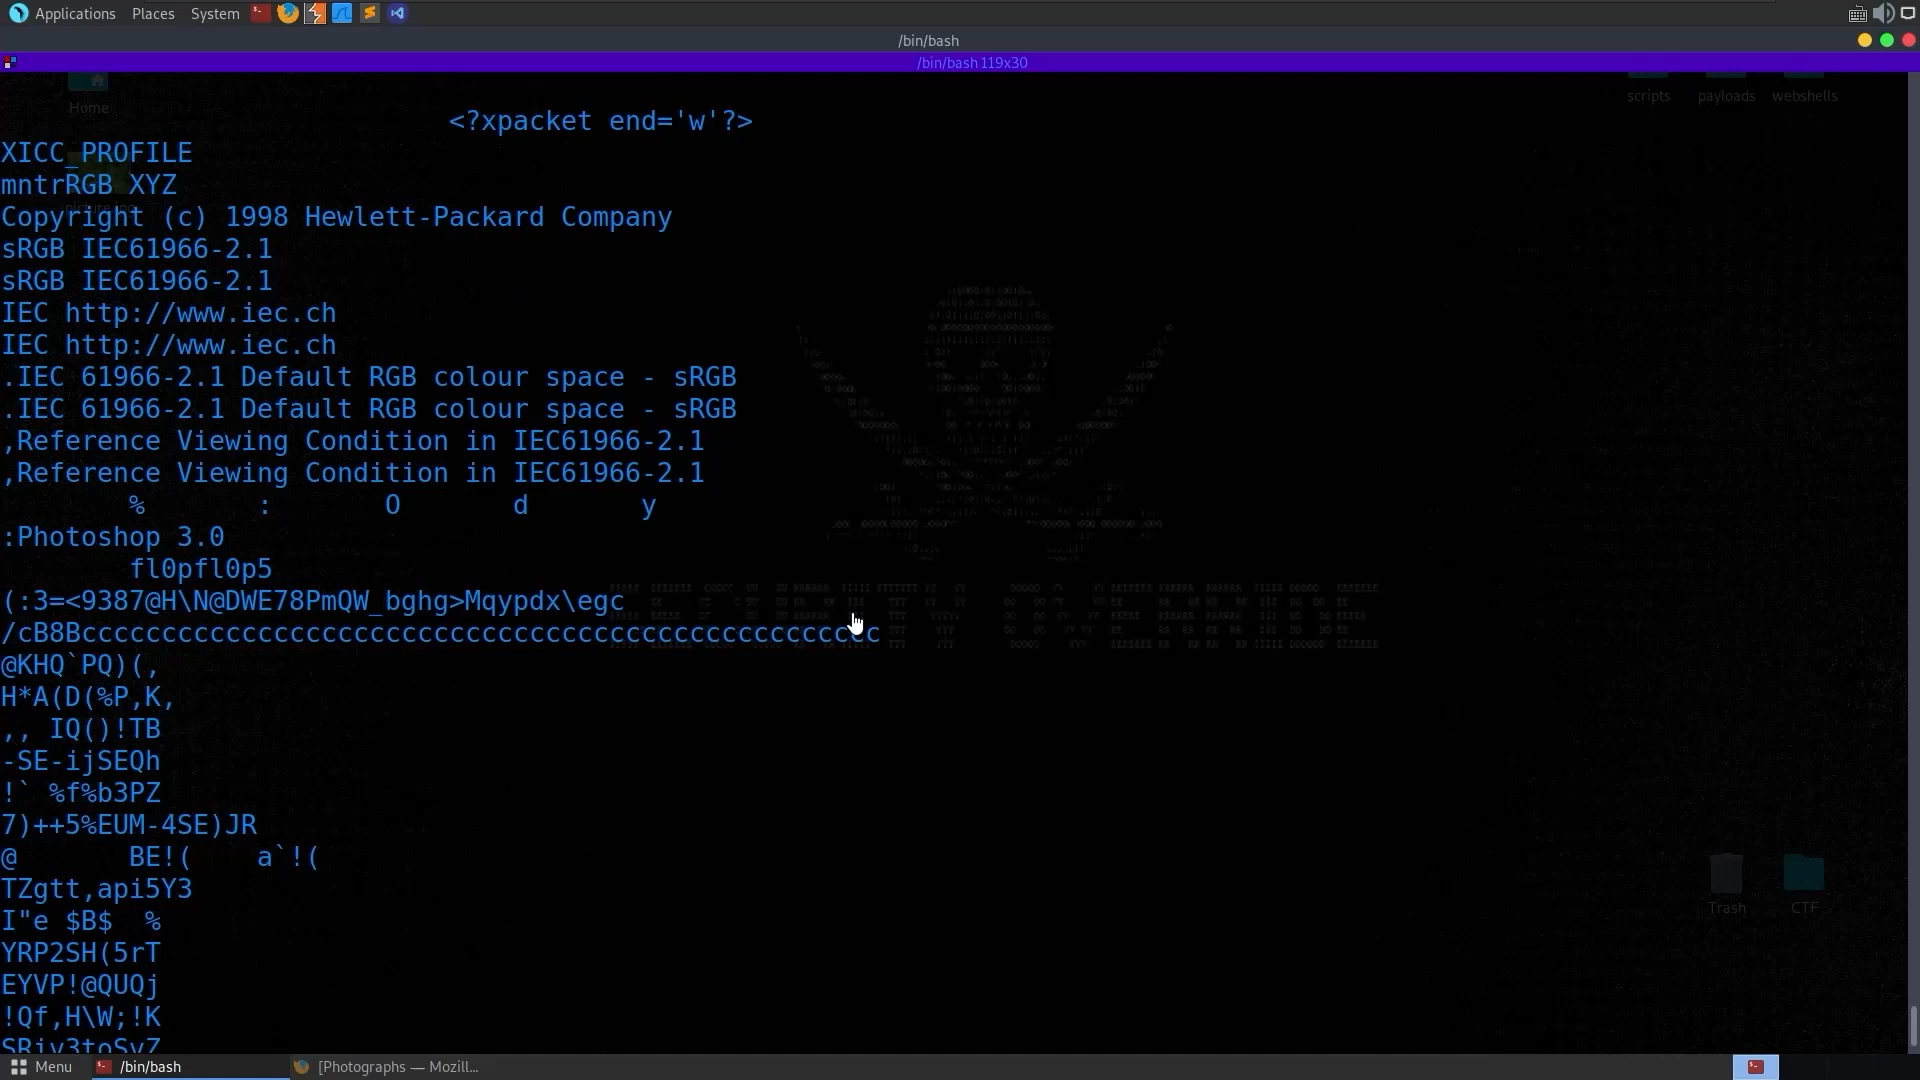 Applications Places System
/bin/bash
/bin/bash 119x30
Home
scripts payloads webshells
<?xpacket end='w'?>
XICC_PROFILE
mntrRGB XYZ
Copyright (c) 1998 Hewlett-Packard Company
sRGB IEC61966-2.1
sRGB IEC61966-2.1
IEC http://www.iec.ch
IEC http://www.iec.ch
.IEC 61966-2.1 Default RGB colour space - sRGB
.IEC 61966-2.1 Default RGB colour space - sRGB
,Reference Viewing Condition in IEC61966-2.1
,Reference Viewing Condition in IEC61966-2.1
% : O d y
:Photoshop 3.0
fl0pfl0p5
(:3=<9387@H\N@DWE78PmQW_bghg>Mqypdx\egc
/cB8Bcccccccccccccccccccccccccccccccccccccccccccccccccc
@KHQ`PQ)(,
H*A(D(%P,K,
,, IQ()!TB
-SE-ijSEQh
!` %f%b3PZ
7)++5%EUM-4SE)JR
@ BE!( a`!(
TZgtt,api5Y3
I"e $B$ %
YRP2SH(5rT
EYVP!@QUQj
!Qf,H\W;!K
SRiy3toSvZ
Trash CTF
Menu /bin/bash [Photographs — Mozill...